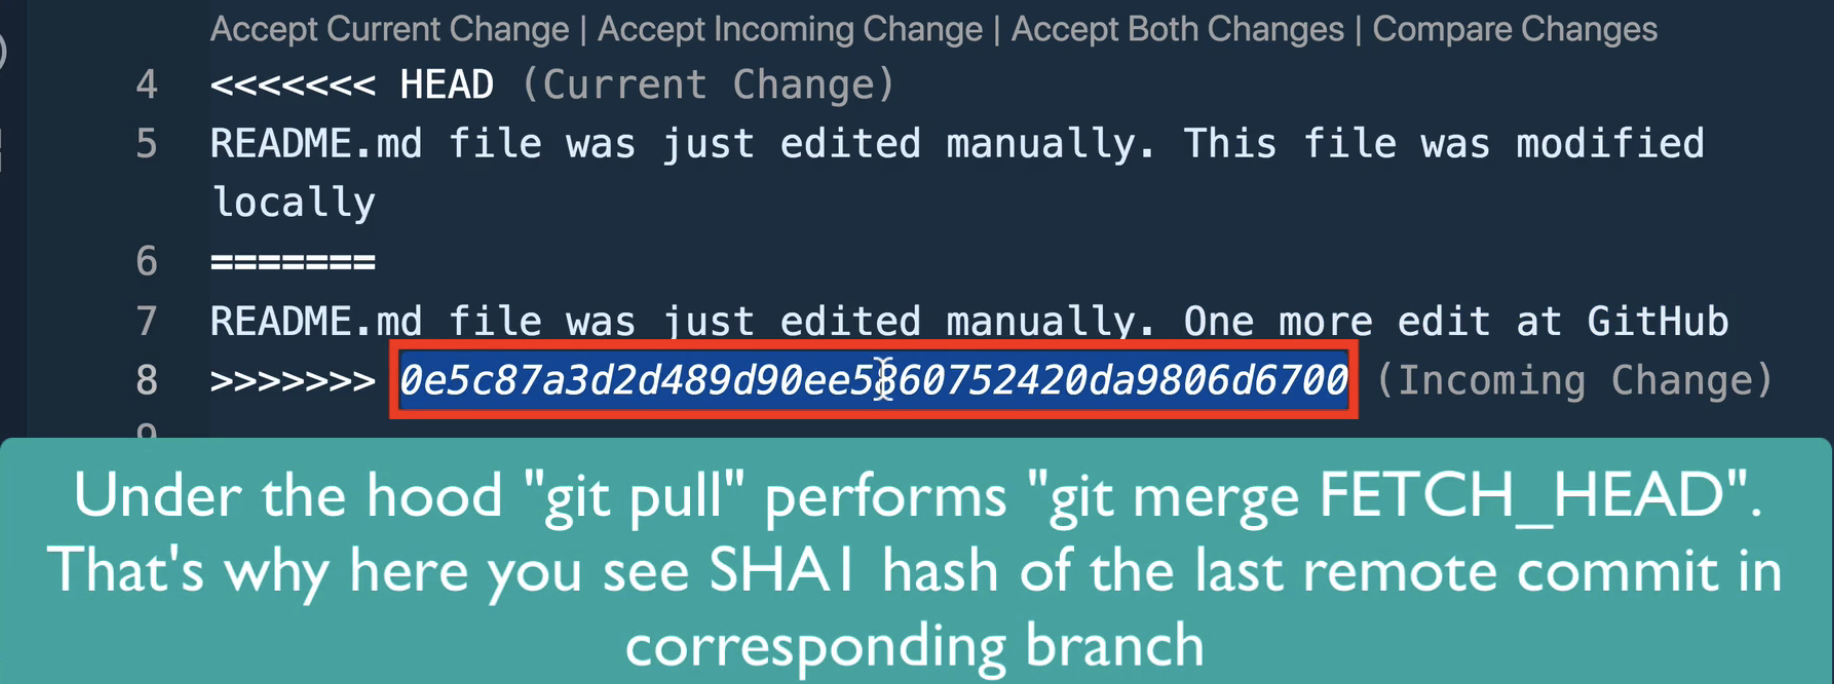 Accept Current Change | Accept Incoming Change | Accept Both Changes | Compare Changes
4 <<<<<<< HEAD (Current Change)
5 README.md file was just edited manually. This file was modified
locally
6 =======
7 README.md file was just edited manually. One more edit at GitHub
8 >>>>>>> 0e5c87a3d2d489d90ee5860752420da9806d6700 (Incoming Change)
9
Under the hood "git pull" performs "git merge FETCH_HEAD".
That's why here you see SHA1 hash of the last remote commit in
corresponding branch